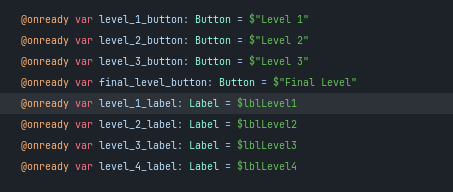 @onready var level_1_button: Button = $"Level 1"
@onready var level_2_button: Button = $"Level 2"
@onready var level_3_button: Button = $"Level 3"
@onready var final_level_button: Button = $"Final Level"
@onready var level_1_label: Label = $lblLevel1
@onready var level_2_label: Label = $lblLevel2
@onready var level_3_label: Label = $lblLevel3
@onready var level_4_label: Label = $lblLevel4